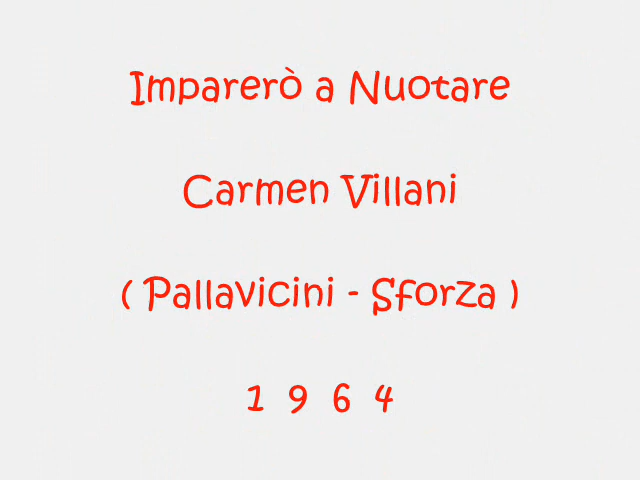 Imparerò a Nuotare
Carmen Villani
( Pallavicini - Sforza )
1 9 6 4